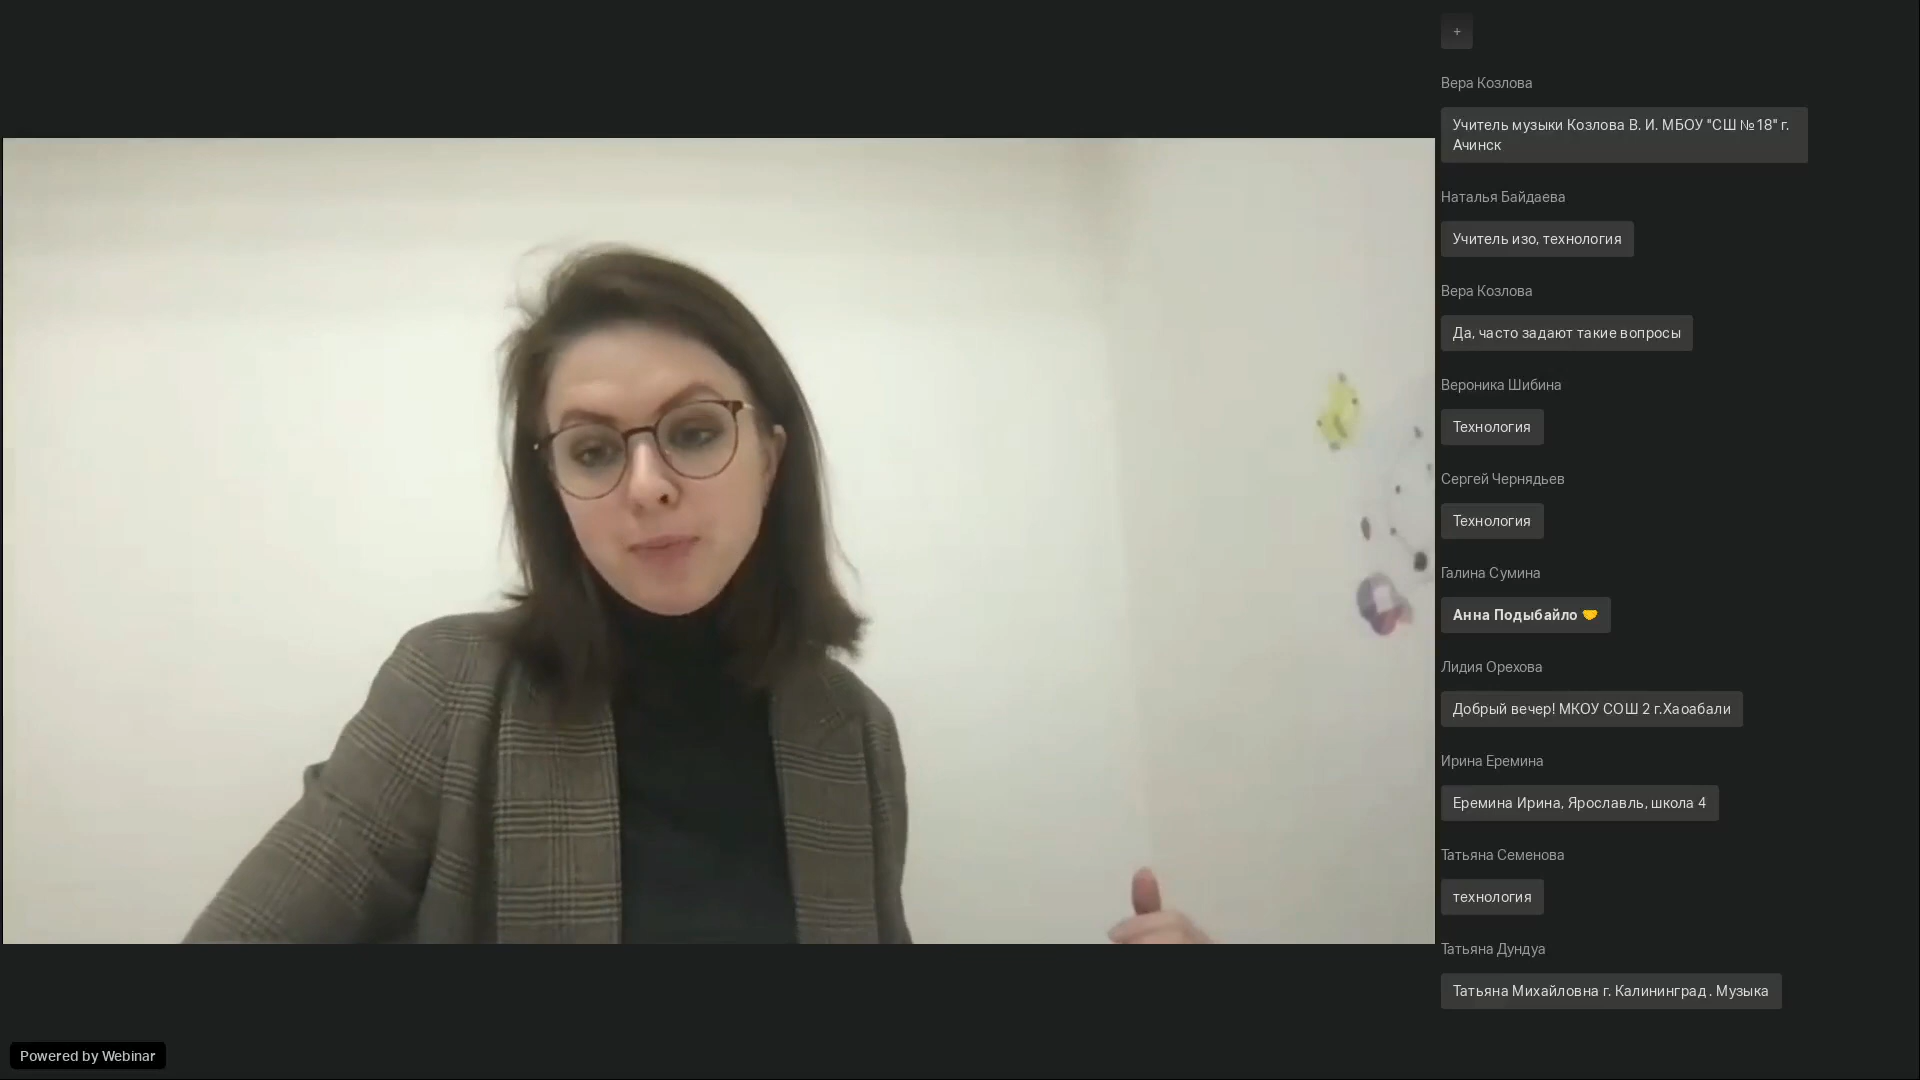 +
Вера Козлова
Учитель музыки Козлова В. И. МБОУ "СШ №18" г.
Ачинск
Наталья Байдаева
Учитель изо, технология
Вера Козлова
Да, часто задают такие вопросы
Вероника Шибина
Технология
Сергей Чернядьев
Технология
Галина Сумина
Анна Подыбайло 🤝
Лидия Орехова
Добрый вечер! МКОУ СОШ 2 г.Хаоабали
Ирина Еремина
Еремина Ирина, Ярославль, школа 4
Татьяна Семенова
технология
Татьяна Дундуа
Татьяна Михайловна г. Калининград . Музыка
Powered by Webinar